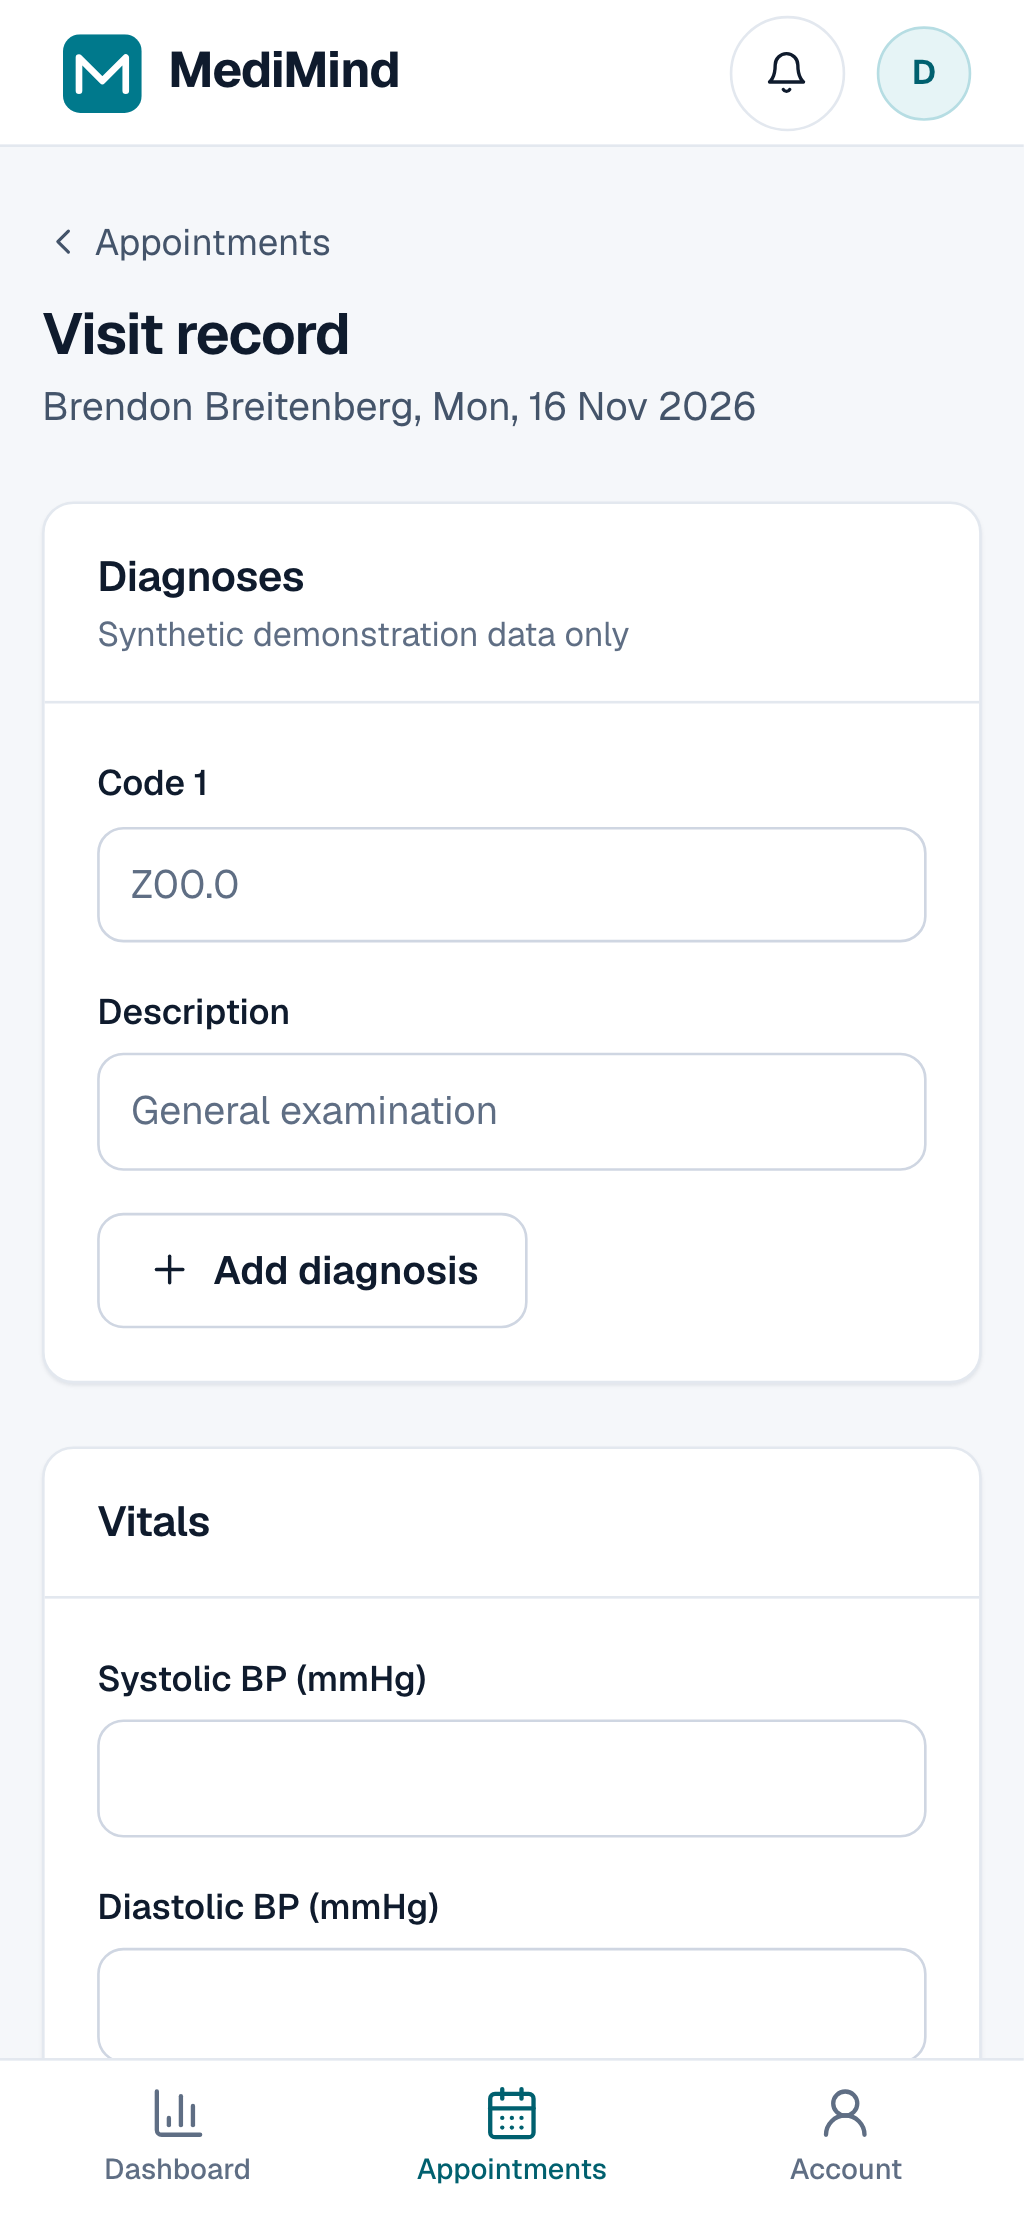 MediMind
D
Appointments
Visit record
Brendon Breitenberg, Mon, 16 Nov 2026
Diagnoses
Synthetic demonstration data only
Code 1
Z00.0
Description
General examination
Add diagnosis
Vitals
Systolic BP (mmHg)
Diastolic BP (mmHg)
Dashboard
Appointments
Account